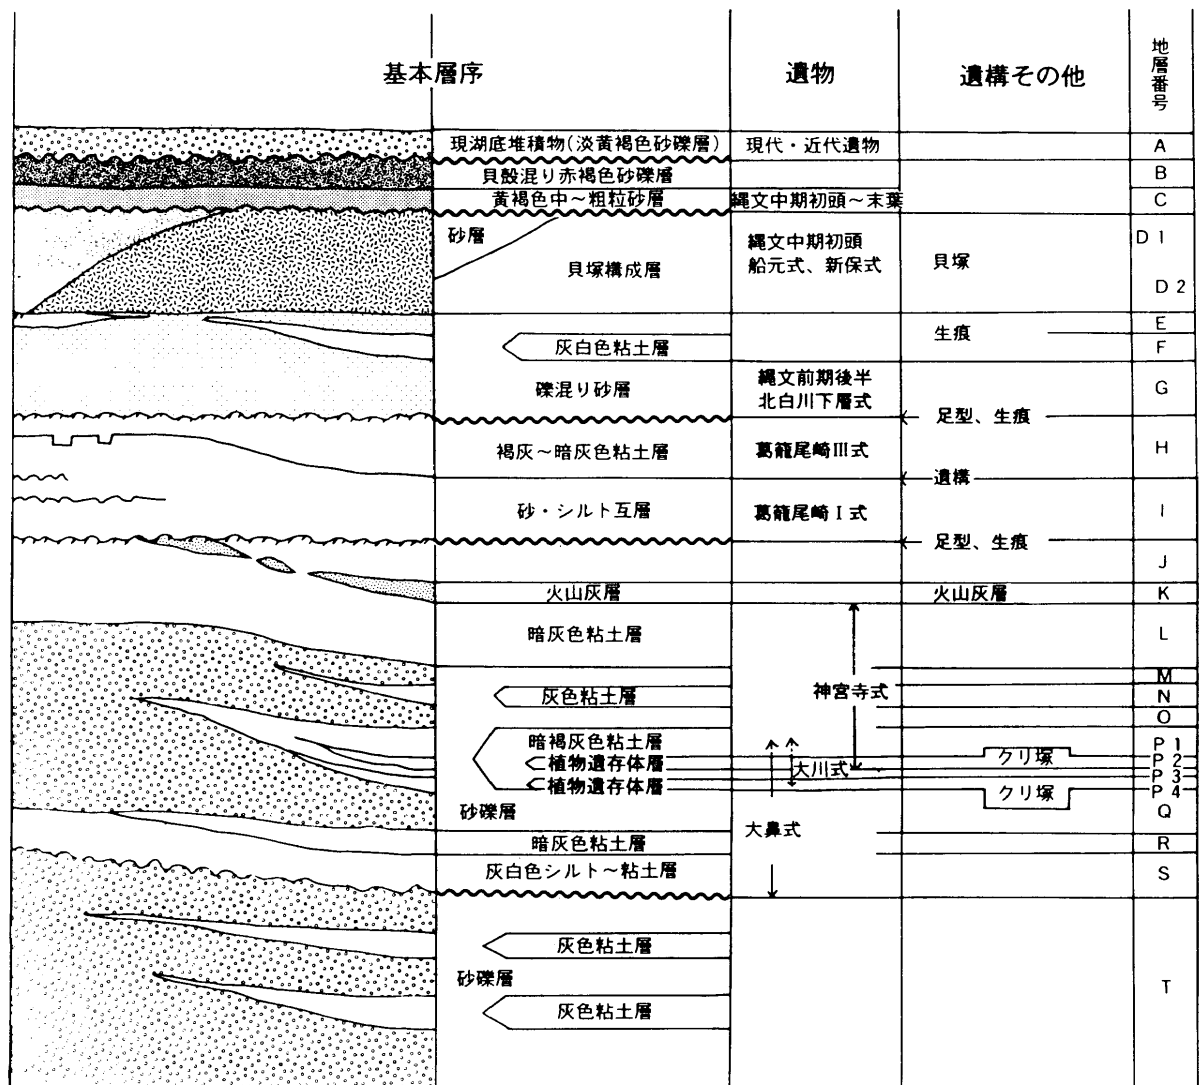 基本層序
遺物
遺構その他
地層番号
現湖底堆積物(淡黄褐色砂礫層)
現代・近代遺物
A
貝殻混り赤褐色砂礫層
B
黄褐色中～粗粒砂層
縄文中期初頭～末葉
C
砂層
貝塚構成層
縄文中期初頭
船元式、新保式
貝塚
D 1
D 2
生痕
E
灰白色粘土層
F
礫混り砂層
縄文前期後半
北白川下層式
G
足型、生痕
褐灰～暗灰色粘土層
葛籠尾崎III式
H
遺構
砂・シルト互層
葛籠尾崎I式
I
足型、生痕
J
火山灰層
火山灰層
K
暗灰色粘土層
L
神宮寺式
M
灰色粘土層
N
O
暗褐灰色粘土層
P 1
植物遺存体層
クリ塚
P 2
大川式
P 3
植物遺存体層
クリ塚
P 4
砂礫層
Q
大鼻式
暗灰色粘土層
R
灰白色シルト～粘土層
S
灰色粘土層
砂礫層
T
灰色粘土層